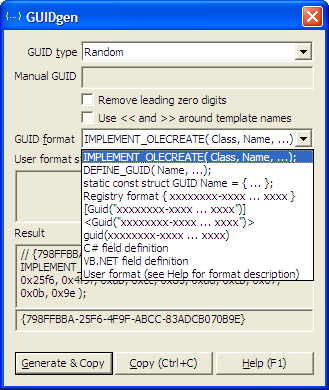 GUIDgen
GUID type
Random
Manual GUID
Remove leading zero digits
Use << and >> around template names
GUID format
IMPLEMENT_OLECREATE( Class, Name, ...)
IMPLEMENT_OLECREATE( Class, Name, ...);
DEFINE_GUID( Name, ...);
static const struct GUID Name = { ... };
Registry format { xxxxxxxx-xxxx ... xxxx }
[Guid("xxxxxxxx-xxxx ... xxxx")]
<Guid("xxxxxxxx-xxxx ... xxxx")>
guid(xxxxxxxx-xxxx ... xxxx)
C# field definition
VB.NET field definition
User format (see Help for format description)
User format
Result
// {798FFBB
IMPLEMENT_
0x25f6,
0x0b, 0x9e );
{798FFBBA-25F6-4F9F-ABCC-83ADCB070B9E}
Generate & Copy
Copy (Ctrl+C)
Help (F1)